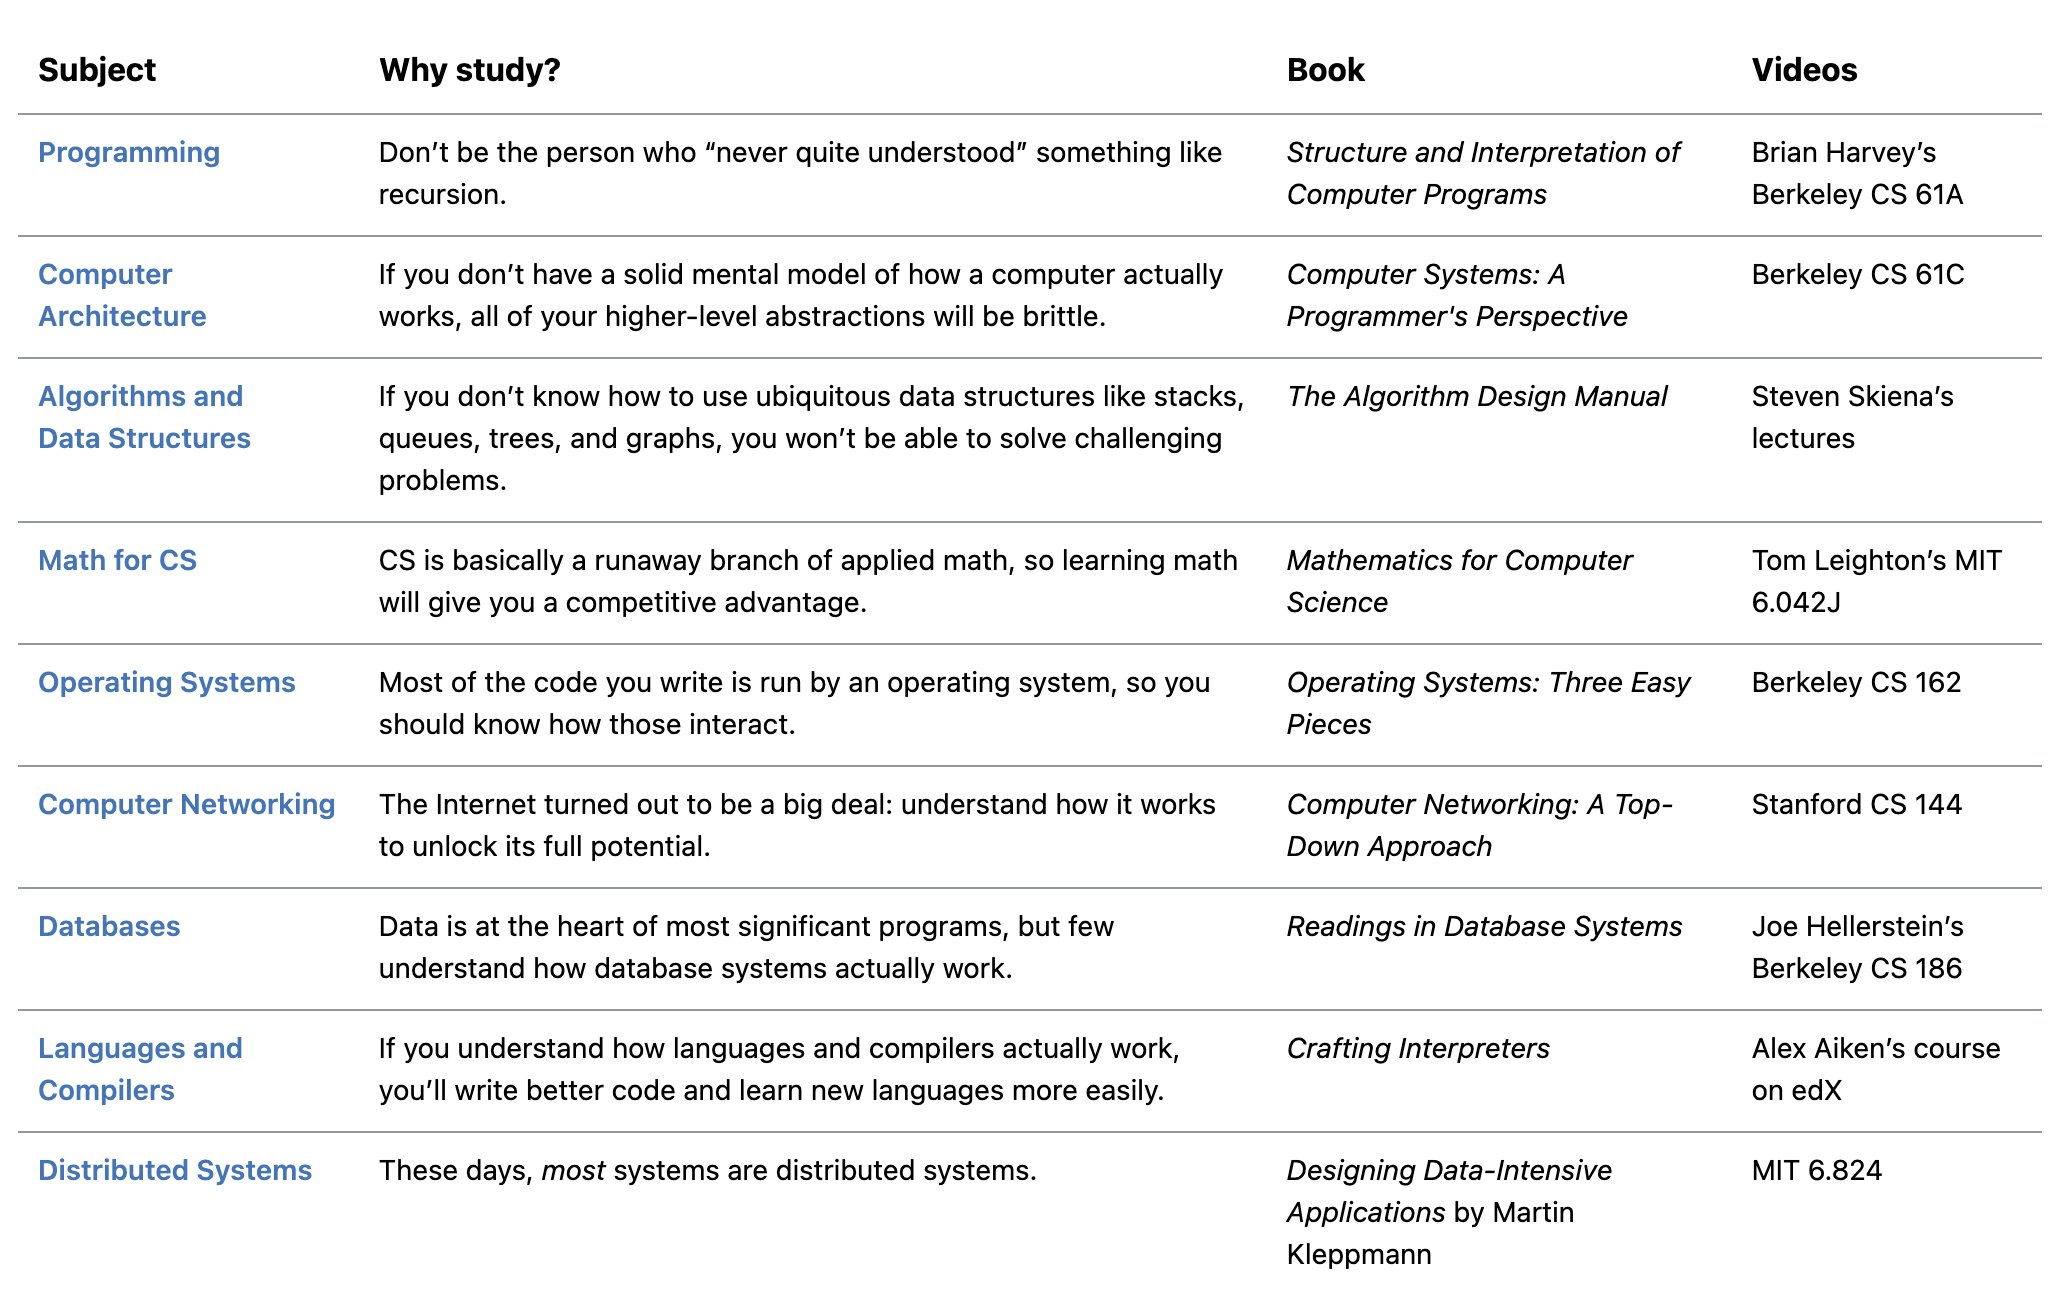 Subject Why study? Book Videos
Programming
Don’t be the person who “never quite understood” something like
recursion.
Structure and Interpretation of
Computer Programs
Brian Harvey’s
Berkeley CS 61A
Computer
Architecture
If you don’t have a solid mental model of how a computer actually
works, all of your higher-level abstractions will be brittle.
Computer Systems: A
Programmer's Perspective
Berkeley CS 61C
Algorithms and
Data Structures
If you don’t know how to use ubiquitous data structures like stacks,
queues, trees, and graphs, you won’t be able to solve challenging
problems.
The Algorithm Design Manual
Steven Skiena’s
lectures
Math for CS
CS is basically a runaway branch of applied math, so learning math
will give you a competitive advantage.
Mathematics for Computer
Science
Tom Leighton’s MIT
6.042J
Operating Systems
Most of the code you write is run by an operating system, so you
should know how those interact.
Operating Systems: Three Easy
Pieces
Berkeley CS 162
Computer Networking
The Internet turned out to be a big deal: understand how it works
to unlock its full potential.
Computer Networking: A Top-
Down Approach
Stanford CS 144
Databases
Data is at the heart of most significant programs, but few
understand how database systems actually work.
Readings in Database Systems
Joe Hellerstein’s
Berkeley CS 186
Languages and
Compilers
If you understand how languages and compilers actually work,
you’ll write better code and learn new languages more easily.
Crafting Interpreters
Alex Aiken’s course
on edX
Distributed Systems
These days, most systems are distributed systems.
Designing Data-Intensive
Applications by Martin
Kleppmann
MIT 6.824